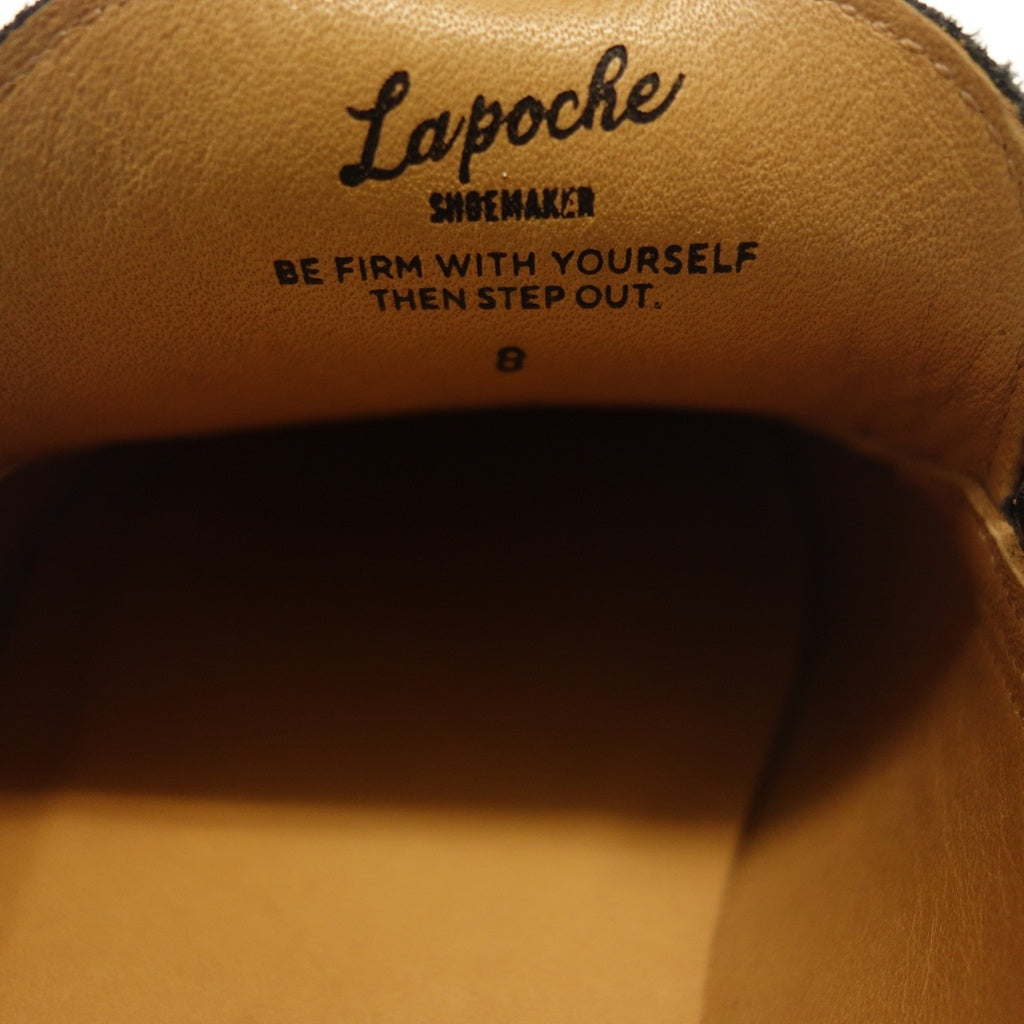 Lapoche
SHOEMAKER
BE FIRM WITH YOURSELF
THEN STEP OUT.
8